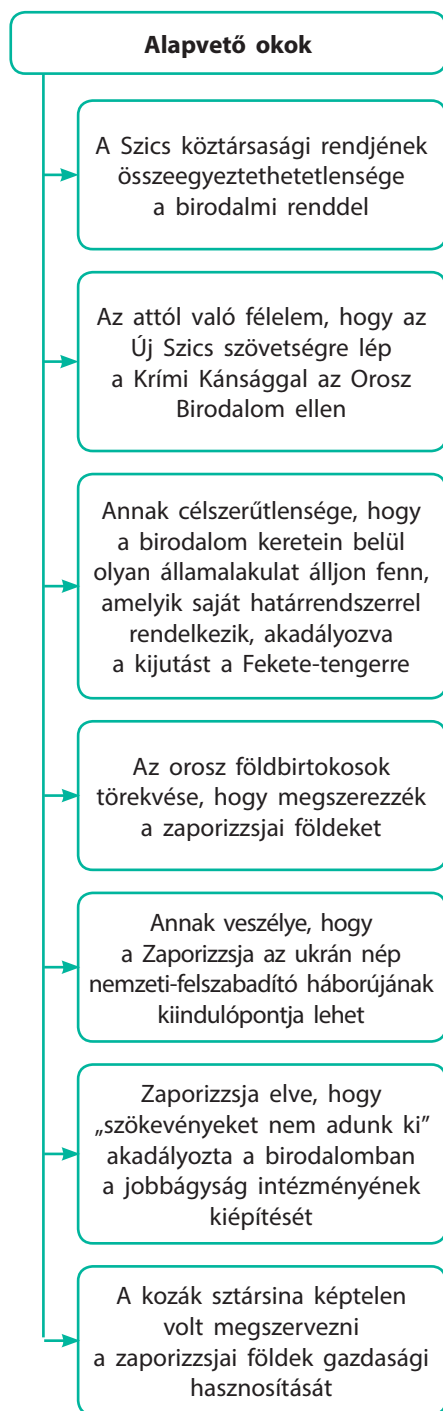 Alapvető okok
A Szics köztársasági rendjének
összeegyeztethetetlensége
a birodalmi renddel
Az attól való félelem, hogy az
Új Szics szövetségre lép
a Krími Kánsággal az Orosz
Birodalom ellen
Annak célszerűtlensége, hogy
a birodalom keretein belül
olyan államalakulat álljon fenn,
amelyik saját határrendszerrel
rendelkezik, akadályozva
a kijutást a Fekete-tengerre
Az orosz földbirtokosok
törekvése, hogy megszerezzék
a zaporizzsjai földeket
Annak veszélye, hogy
a Zaporizzsja az ukrán nép
nemzeti-felszabadító háborújának
kiindulópontja lehet
Zaporizzsja elve, hogy
„szökevényeket nem adunk ki”
akadályozta a birodalomban
a jobbágyság intézményének
kiépítését
A kozák sztársina képtelen
volt megszervezni
a zaporizzsjai földek gazdasági
hasznosítását